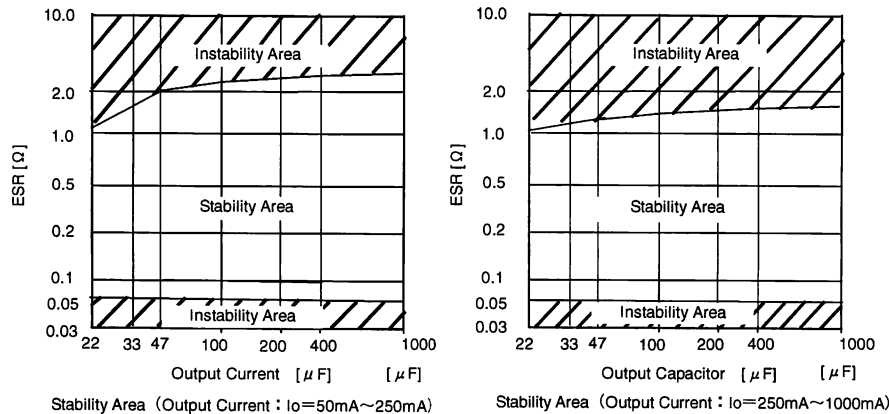 10.0
Instability Area
2.0
1.0
ESR [Ω]
0.5
Stability Area
0.2
0.1
0.05
Instability Area
0.03
22 33 47 100 200 400 1000
Output Current [μF] [μF]
Stability Area (Output Current : Io=50mA~250mA)
10.0
Instability Area
2.0
1.0
ESR [Ω]
0.5
Stability Area
0.2
0.1
0.05
Instability Area
0.03
22 33 47 100 200 400 1000
Output Capacitor [μF] [μF]
Stability Area (Output Current : Io=250mA~1000mA)